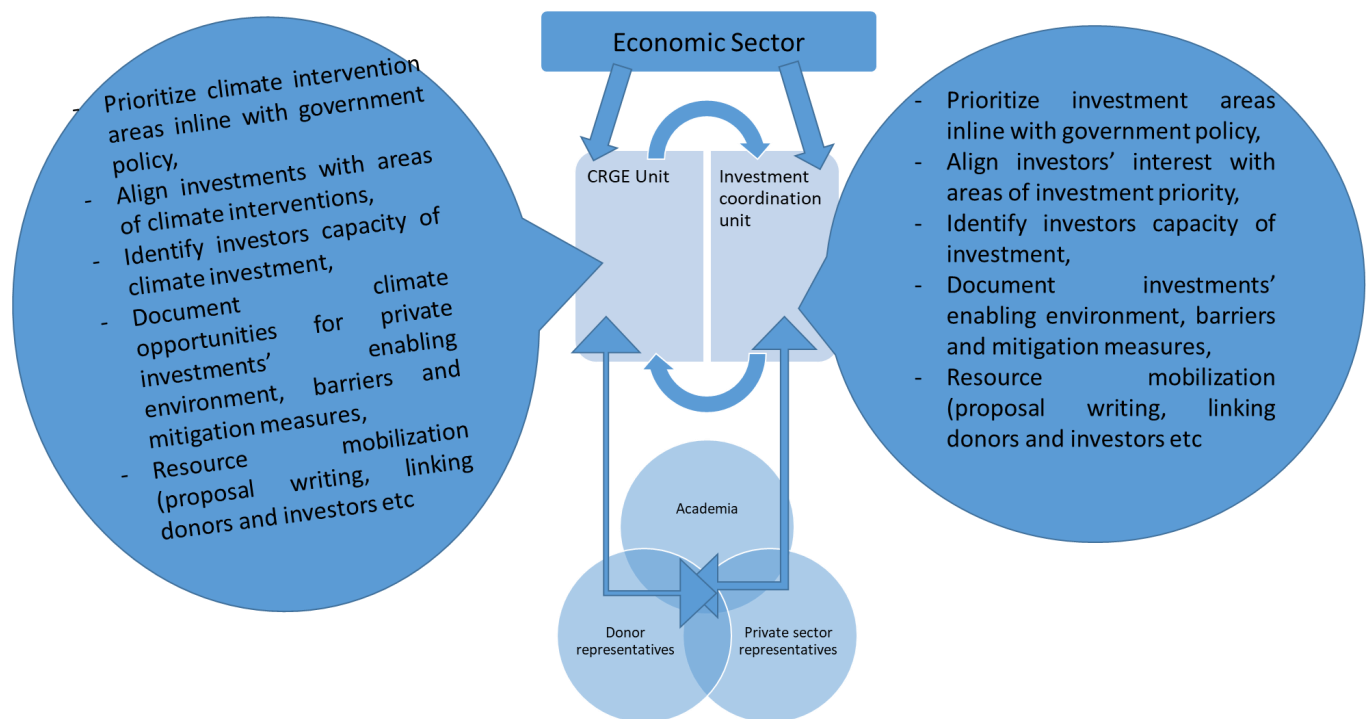 Economic Sector
- Prioritize climate intervention
areas inline with government
policy,
- Align investments with areas
of climate interventions,
- Identify investors capacity of
climate investment,
- Document climate
opportunities for private
investments’ enabling
environment, barriers and
mitigation measures,
- Resource mobilization
(proposal writing, linking
donors and investors etc
CRGE Unit
Investment
coordination
unit
- Prioritize investment areas
inline with government policy,
- Align investors’ interest with
areas of investment priority,
- Identify investors capacity of
investment,
- Document investments’
enabling environment, barriers
and mitigation measures,
- Resource mobilization
(proposal writing, linking
donors and investors etc
Academia
Donor
representatives
Private sector
representatives